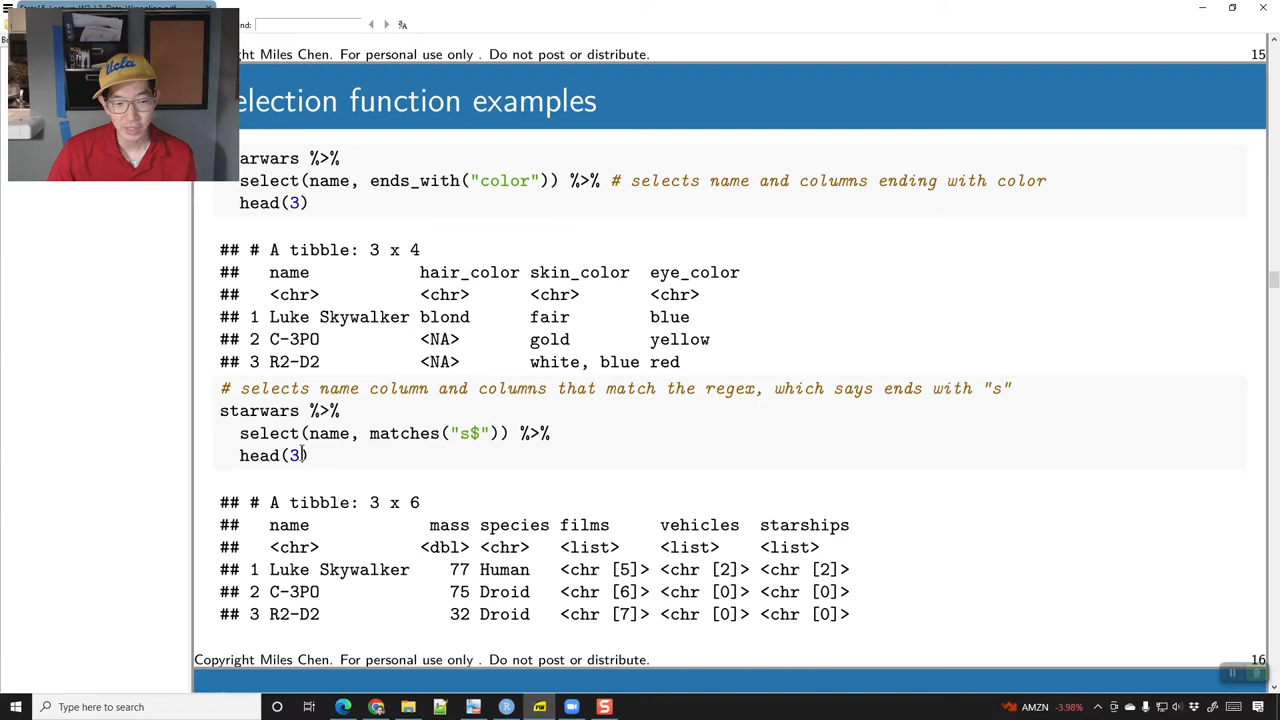 nd:
ght Miles Chen. For personal use only . Do not post or distribute.
15
election function examples
Ucla
arwars %>%
select(name, ends_with("color")) %>% # selects name and columns ending with color
head(3)
## # A tibble: 3 x 4
## name hair_color skin_color eye_color
## <chr> <chr> <chr> <chr>
## 1 Luke Skywalker blond fair blue
## 2 C-3PO <NA> gold yellow
## 3 R2-D2 <NA> white, blue red
# selects name column and columns that match the regex, which says ends with "s"
starwars %>%
select(name, matches("s$")) %>%
head(3)
## # A tibble: 3 x 6
## name mass species films vehicles starships
## <chr> <dbl> <chr> <list> <list> <list>
## 1 Luke Skywalker 77 Human <chr [5]> <chr [2]> <chr [2]>
## 2 C-3PO 75 Droid <chr [6]> <chr [0]> <chr [0]>
## 3 R2-D2 32 Droid <chr [7]> <chr [0]> <chr [0]>
Copyright Miles Chen. For personal use only . Do not post or distribute.
16
Type here to search
AMZN -3.98%